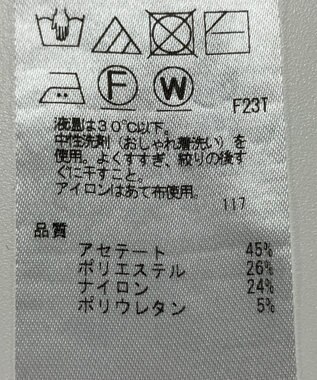 F W
F23T
液温は30℃以下。
中性洗剤（おしゃれ着洗い）を
使用。よくすすぎ、絞りの後す
ぐに干すこと。
アイロンはあて布使用。
117
品質
アセテート 45%
ポリエステル 26%
ナイロン 24%
ポリウレタン 5%